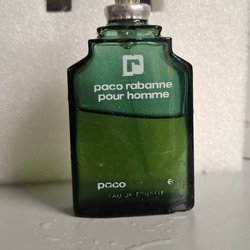 paco rabanne
pour homme
paco
EAU DE TOILETTE